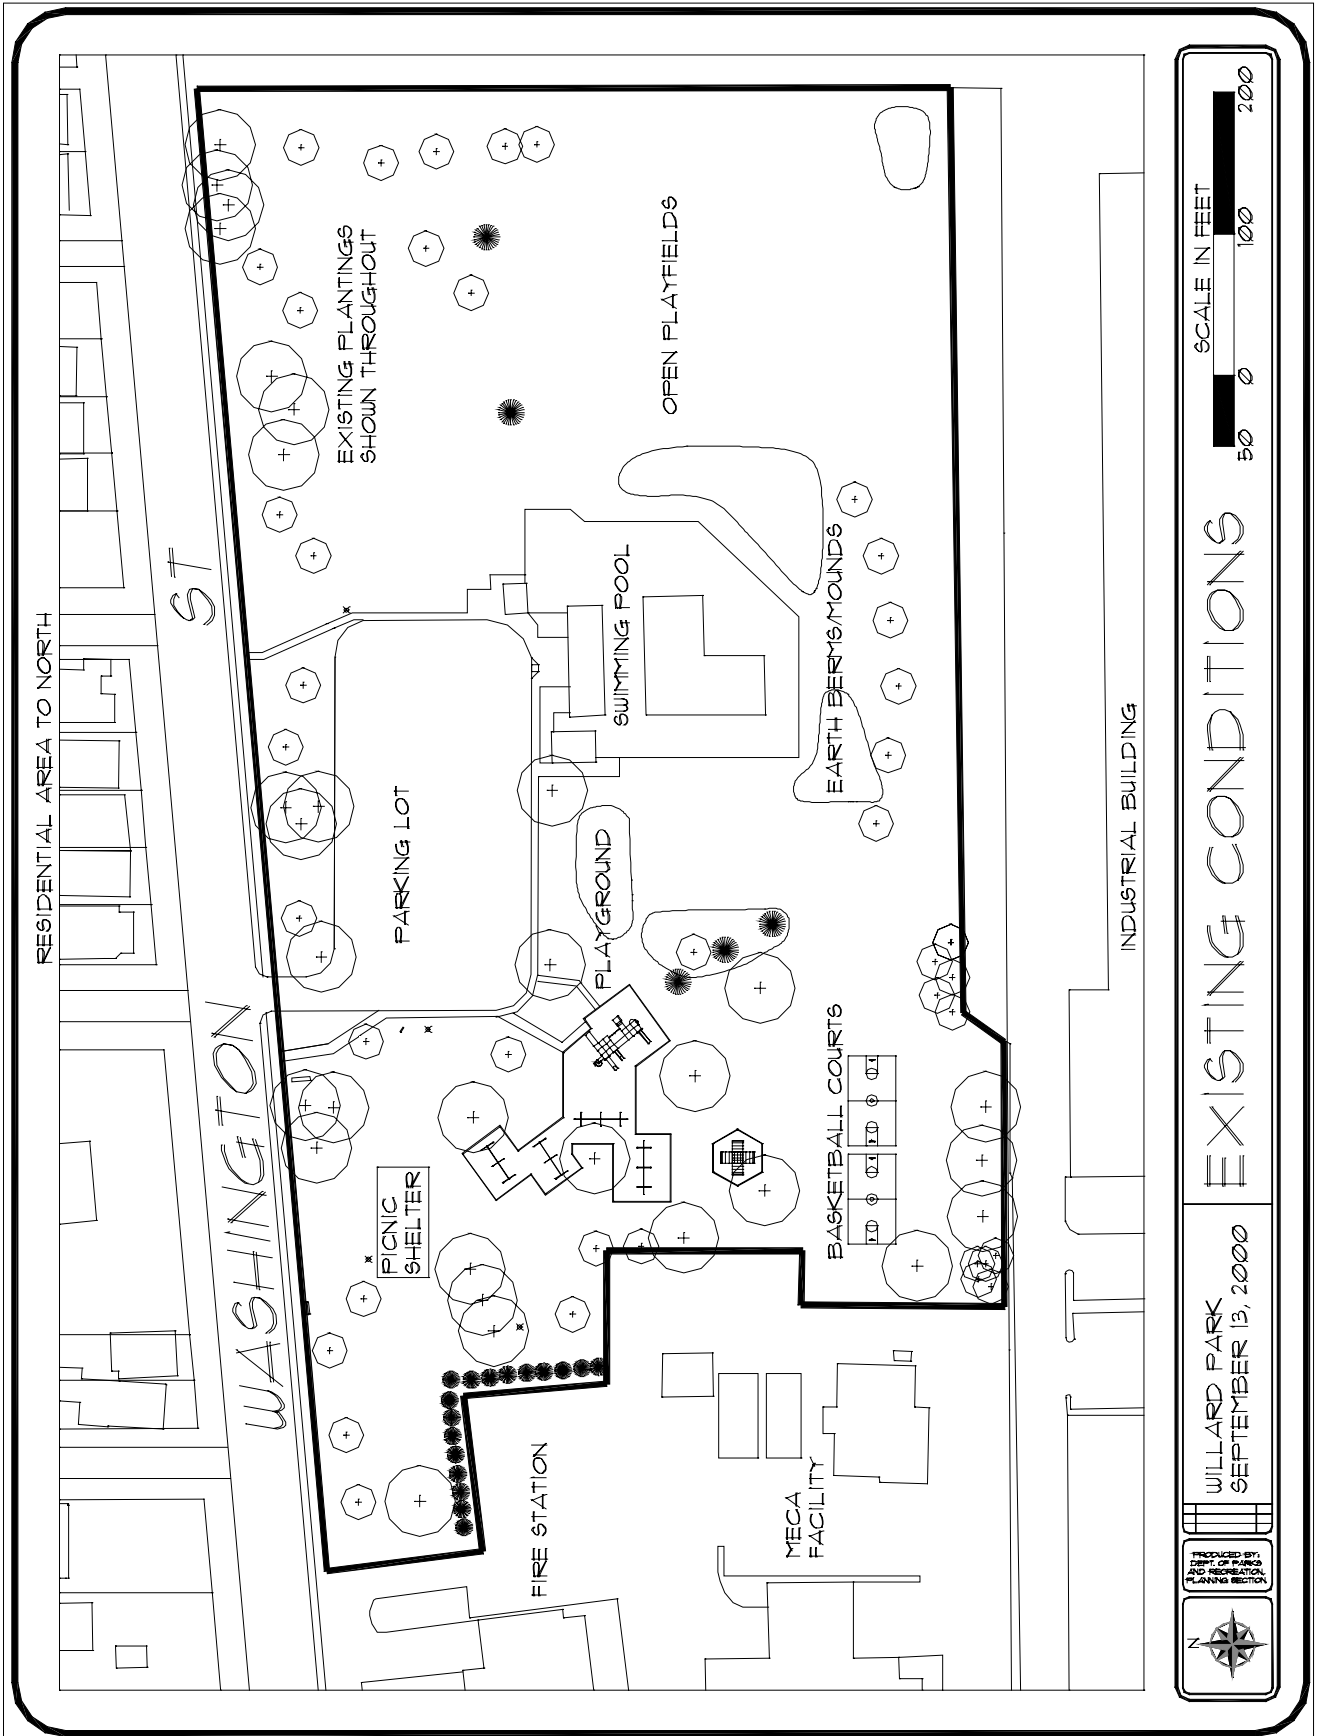 RESIDENTIAL AREA TO NORTH
WASHINGTON ST
EXISTING PLANTINGS
SHOWN THROUGHOUT
PARKING LOT
PICNIC
SHELTER
PLAYGROUND
SWIMMING POOL
OPEN PLAYFIELDS
FIRE STATION
MECA
FACILITY
BASKETBALL COURTS
EARTH BERMS/MOUNDS
INDUSTRIAL BUILDING
N
PRODUCED BY:
DEPT. OF PARKS
AND RECREATION,
PLANNING SECTION
WILLARD PARK
SEPTEMBER 13, 2000
EXISTING CONDITIONS
SCALE IN FEET
50 0 100 200